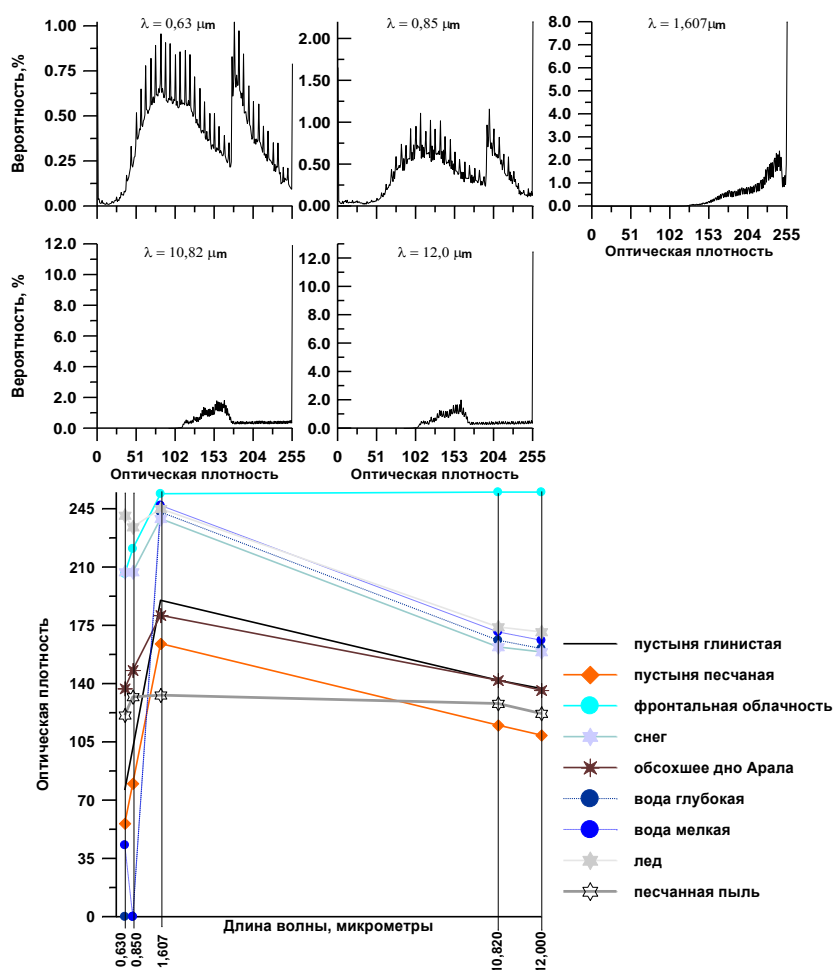 λ = 0,63 μm
λ = 0,85 μm
λ = 1,607μm
Вероятность,%
1.00
0.75
0.50
0.25
0.00
2.00
1.50
1.00
0.50
0.00
8.0
7.0
6.0
5.0
4.0
3.0
2.0
1.0
0.0
0 51 102 153 204 255
Оптическая плотность
λ = 10,82 μm
λ = 12,0 μm
Вероятность, %
12.0
10.0
8.0
6.0
4.0
2.0
0.0
12.0
10.0
8.0
6.0
4.0
2.0
0.0
0 51 102 153 204 255
0 51 102 153 204 255
Оптическая плотность
Оптическая плотность
Оптическая плотность
245
210
175
140
105
70
35
0
Длина волны, микрометры
0,630
0,850
1,607
10,820
12,000
пустыня глинистая
пустыня песчаная
фронтальная облачность
снег
обсохшее дно Арала
вода глубокая
вода мелкая
лед
песчанная пыль